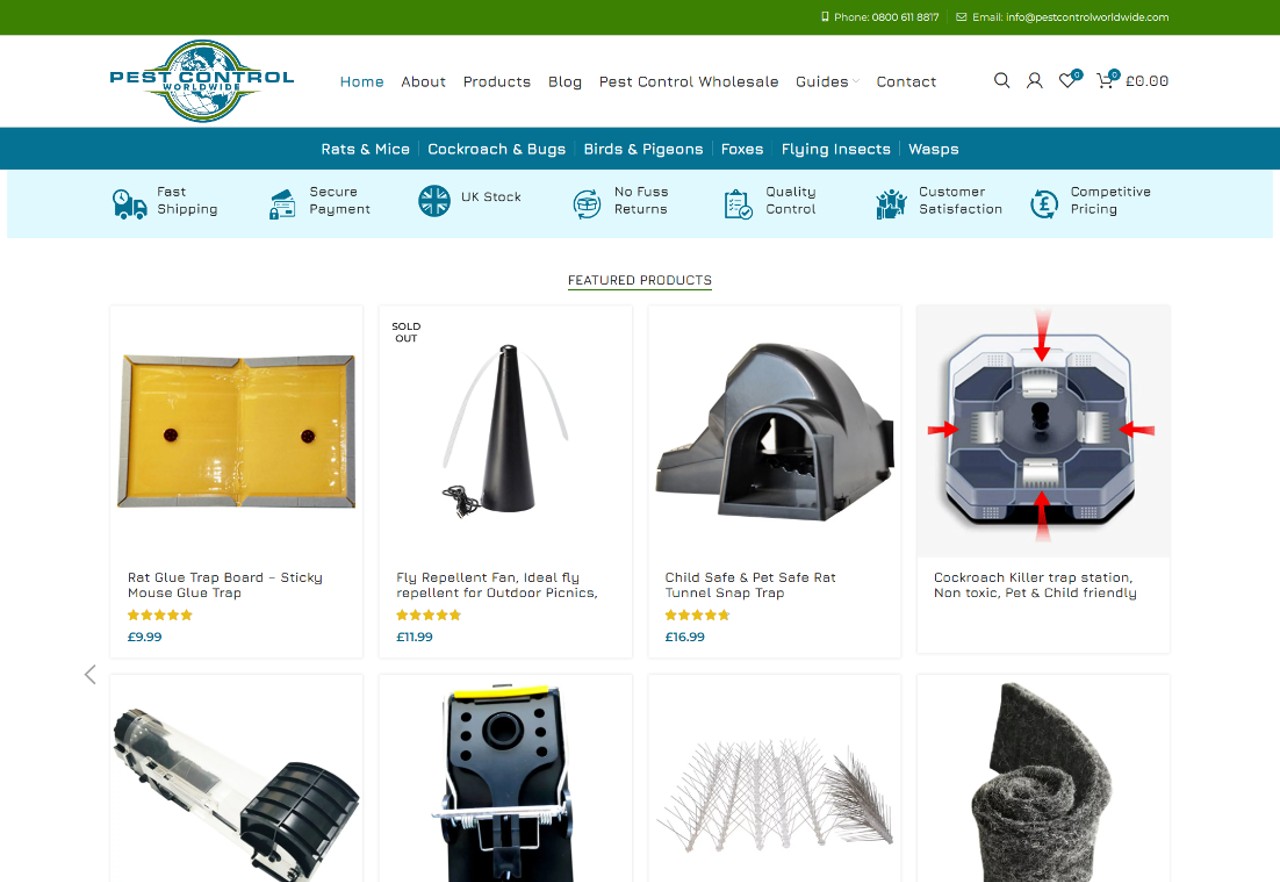 Phone: 0800 611 8817
Email: info@pestcontrolworldwide.com
PEST CONTROL
WORLDWIDE
Home About Products Blog Pest Control Wholesale Guides Contact
0
0
£0.00
Rats & Mice Cockroach & Bugs Birds & Pigeons Foxes Flying Insects Wasps
Fast
Shipping
Secure
Payment
UK Stock
No Fuss
Returns
Quality
Control
Customer
Satisfaction
Competitive
Pricing
FEATURED PRODUCTS
SOLD
OUT
Rat Glue Trap Board – Sticky
Mouse Glue Trap
£9.99
Fly Repellent Fan, Ideal fly
repellent for Outdoor Picnics,
£11.99
Child Safe & Pet Safe Rat
Tunnel Snap Trap
£16.99
Cockroach Killer trap station,
Non toxic, Pet & Child friendly